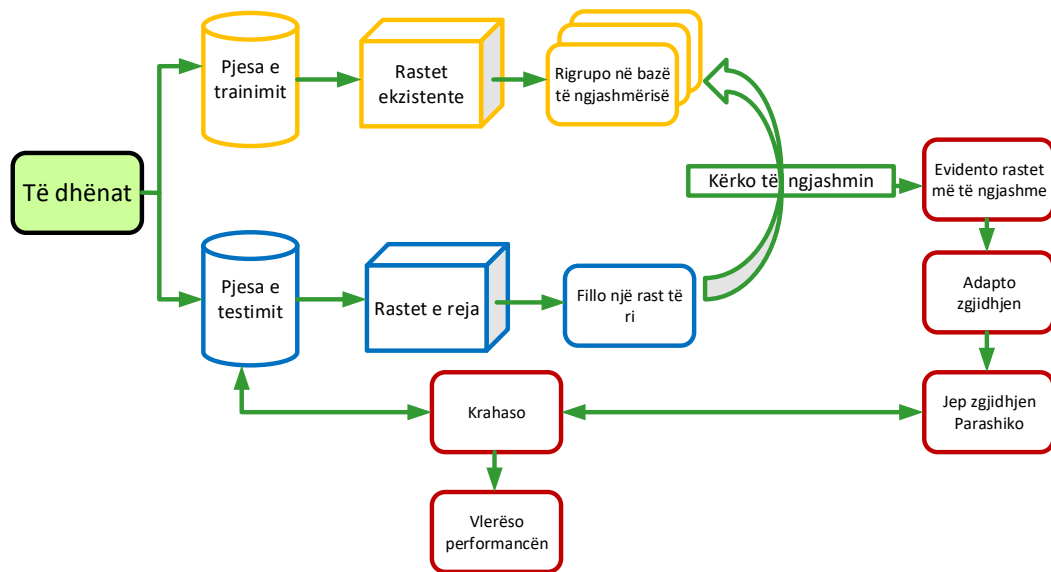 Pjesa e
trainimit
Rastet
ekzistente
Rigrupo në bazë
të ngjashmërisë
Të dhënat
Kërko të ngjashmin
Evidento rastet
më të ngjashme
Pjesa e
testimit
Rastet e reja
Fillo një rast të
ri
Adapto
zgjidhjen
Krahaso
Jep zgjidhjen
Parashiko
Vlerëso
performancën